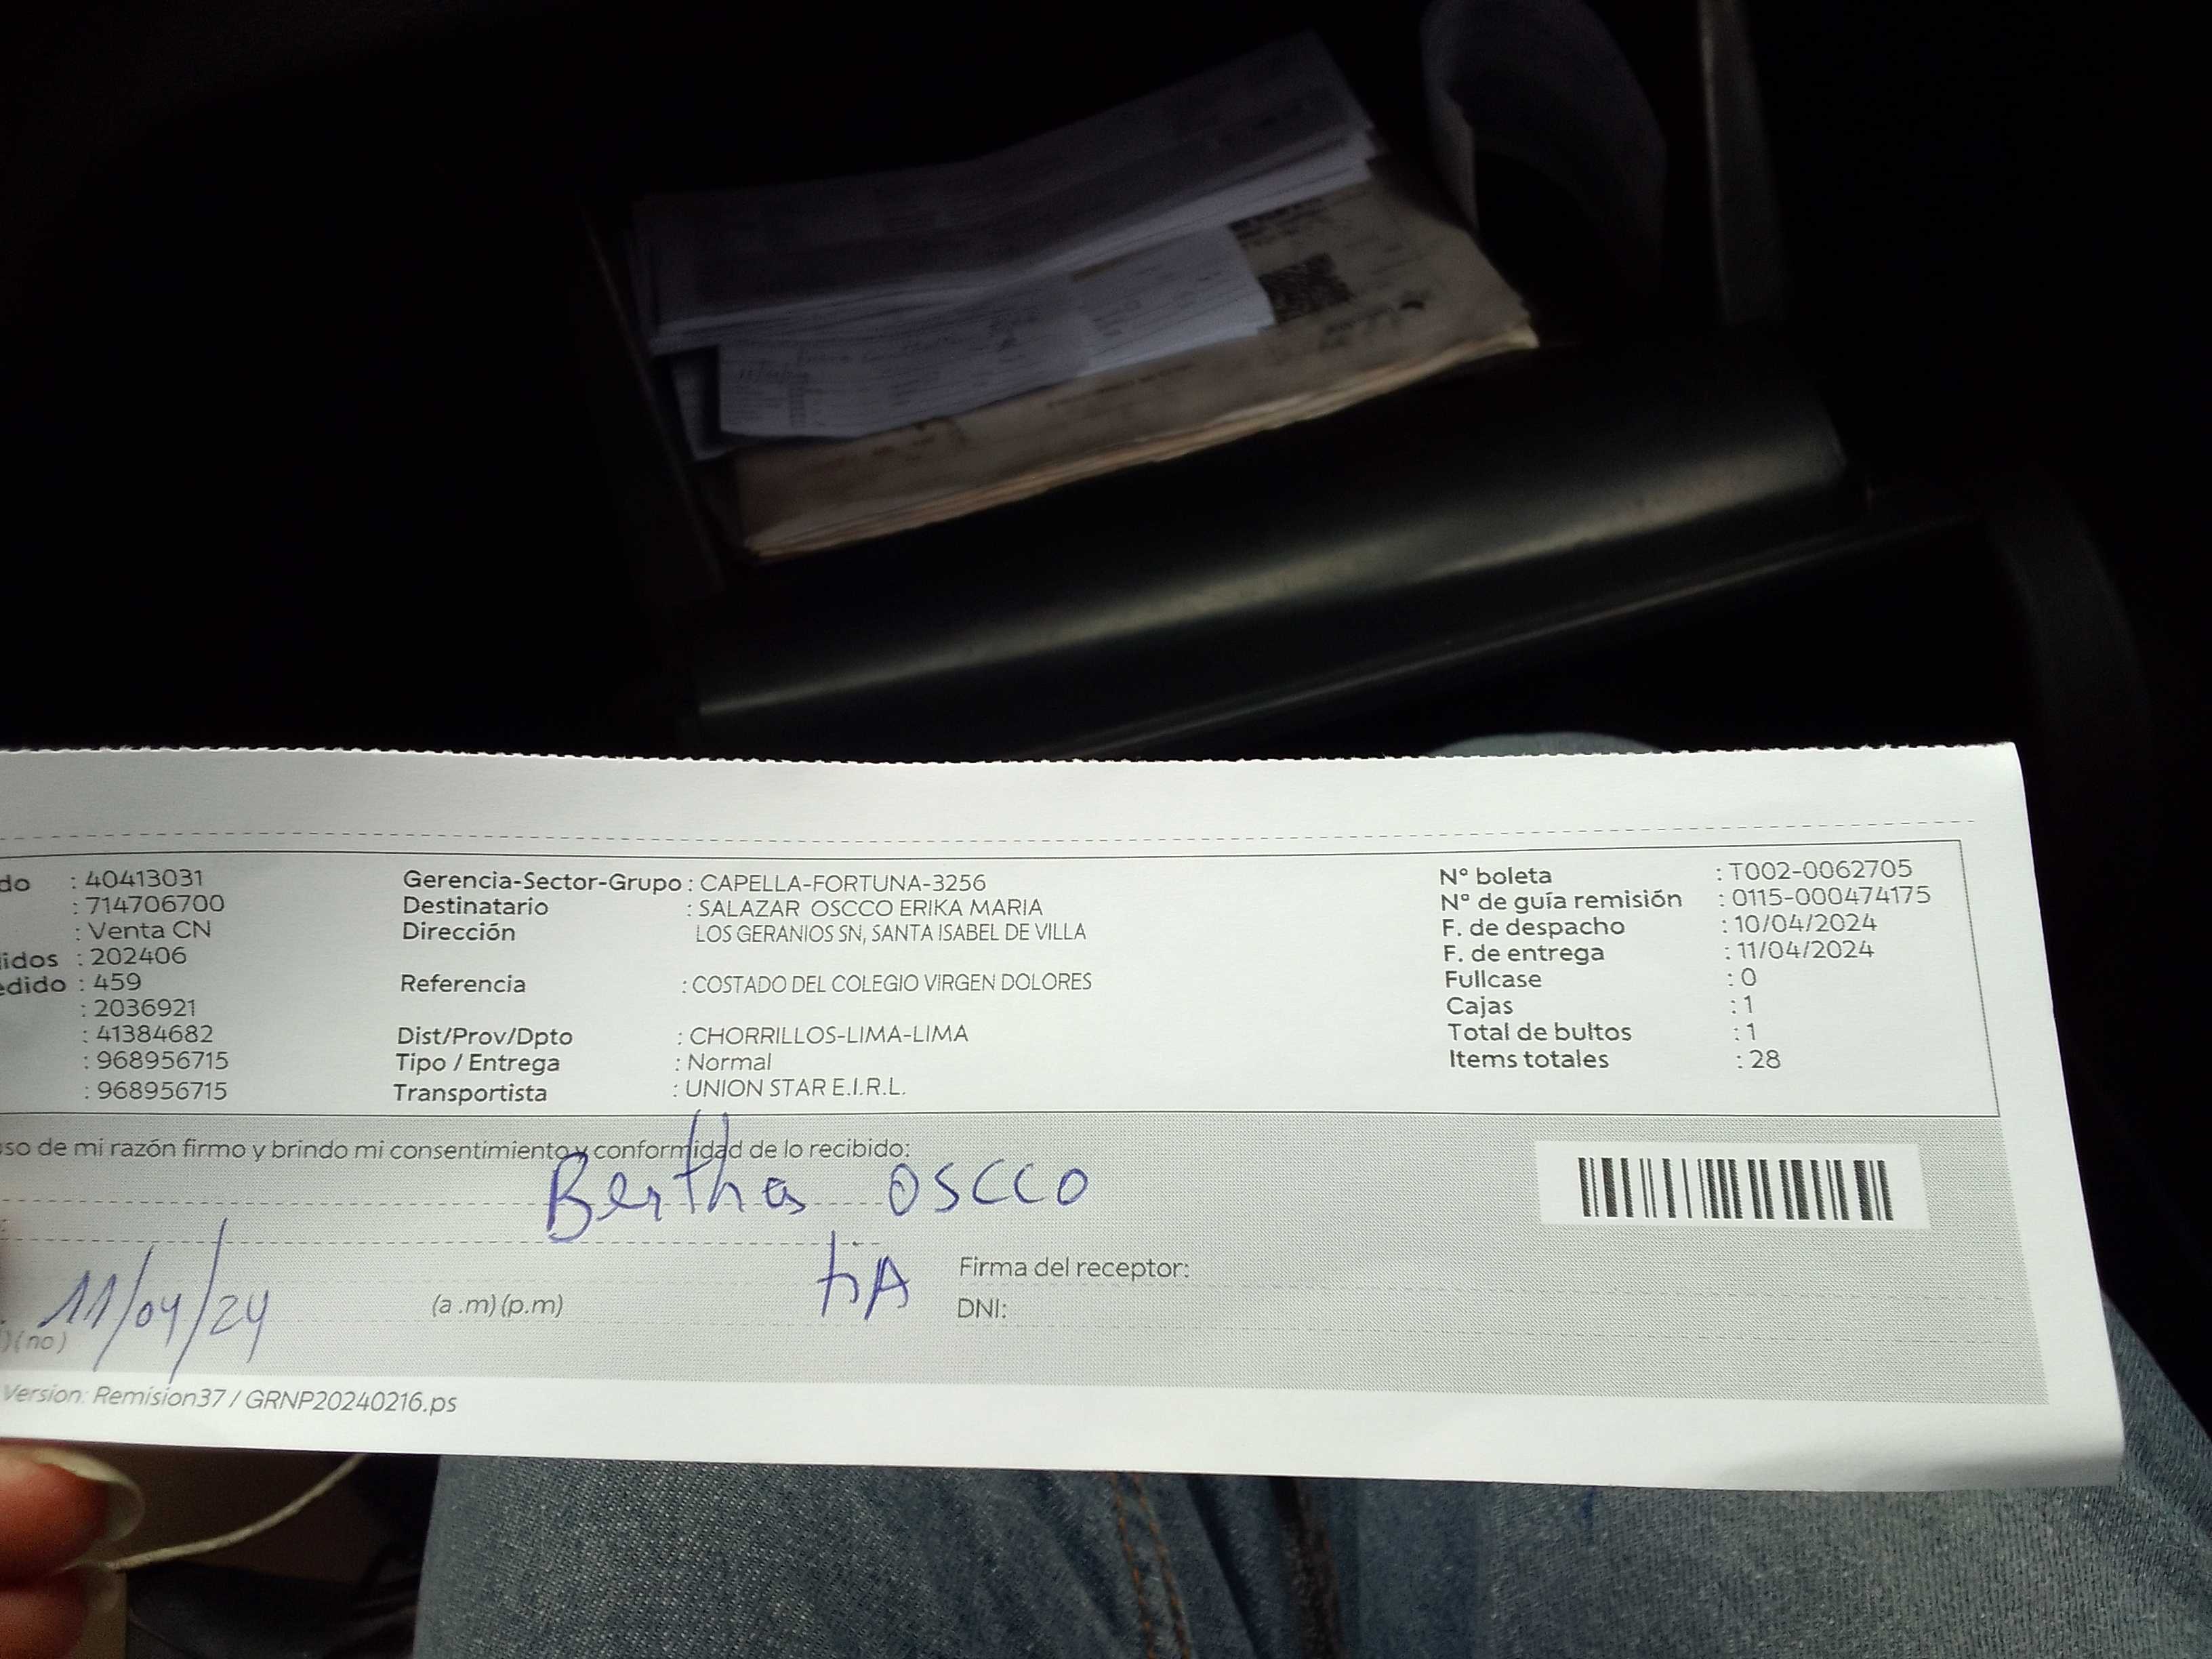 do : 40413031 Gerencia-Sector-Grupo : CAPELLA-FORTUNA-3256 N° boleta : T002-0062705
: 714706700 Destinatario : SALAZAR OSCCO ERIKA MARIA N° de guía remisión : 0115-000474175
: Venta CN Dirección LOS GERANIOS SN, SANTA ISABEL DE VILLA F. de despacho : 10/04/2024
idos : 202406 F. de entrega : 11/04/2024
edido : 459 Referencia : COSTADO DEL COLEGIO VIRGEN DOLORES Fullcase : 0
: 2036921 Cajas : 1
: 41384682 Dist/Prov/Dpto : CHORRILLOS-LIMA-LIMA Total de bultos : 1
: 968956715 Tipo / Entrega : Normal Items totales : 28
: 968956715 Transportista : UNION STAR E.I.R.L.
so de mi razón firmo y brindo mi consentimiento y conformidad de lo recibido:
Bertha OSCCO
tiA Firma del receptor:
11/04/24 (a .m) (p.m) DNI:
)(no)
Version: Remision37 / GRNP20240216.ps